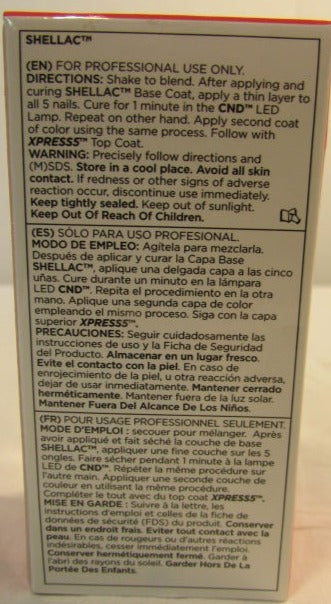 SHELLAC™
(EN) FOR PROFESSIONAL USE ONLY.
DIRECTIONS: Shake to blend. After applying and
curing SHELLAC™ Base Coat, apply a thin layer to
all 5 nails. Cure for 1 minute in the CND™ LED
Lamp. Repeat on other hand. Apply second coat
of color using the same process. Follow with
XPRESS5™ Top Coat.
WARNING: Precisely follow directions and
(M)SDS. Store in a cool place. Avoid all skin
contact. If redness or other signs of adverse
reaction occur, discontinue use immediately.
Keep tightly sealed. Keep out of sunlight.
Keep Out Of Reach Of Children.
(ES) SÓLO PARA USO PROFESIONAL.
MODO DE EMPLEO: Agítela para mezclarla.
Después de aplicar y curar la Capa Base
SHELLAC™, aplique una delgada capa a las cinco
uñas. Cure durante un minuto en la lámpara
LED CND™. Repita el procedimiento en la otra
mano. Aplique una segunda capa de color
empleando el mismo proceso. Siga con la capa
superior XPRESS5™.
PRECAUCIONES: Seguir cuidadosamente las
instrucciones de uso y la Ficha de Seguridad
del Producto. Almacenar en un lugar fresco.
Evite el contacto con la piel. En caso de
enrojecimiento de la piel, u otra reacción adversa,
dejar de usar inmediatamente. Mantener cerrado
herméticamente. Mantener fuera de la luz solar.
Mantener Fuera Del Alcance De Los Niños.
(FR) POUR USAGE PROFESSIONNEL SEULEMENT.
MODE D'EMPLOI : secouer pour mélanger. Après
avoir appliqué et fait séché la couche de base
SHELLAC™, appliquer une fine couche sur les 5
ongles. Faire sécher pendant 1 minute à la lampe
LED de CND™. Répéter la même procédure sur
l'autre main. Appliquer une seconde couche de
couleur en utilisant la même procédure.
Compléter le tout avec du top coat XPRESS5™.
MISE EN GARDE : Suivre à la lettre, les
instructions d'emploi et celles de la fiche de
données de sécurité (FDS) du produit. Conserver
dans un endroit frais. Éviter tout contact avec la
peau. En cas de rougeurs ou d'autres réactions
indésirables, cesser immédiatement l'emploi.
Conserver hermétiquement fermé. Garder à
l'abri des rayons du soleil. Garder Hors De La
Portée Des Enfants.